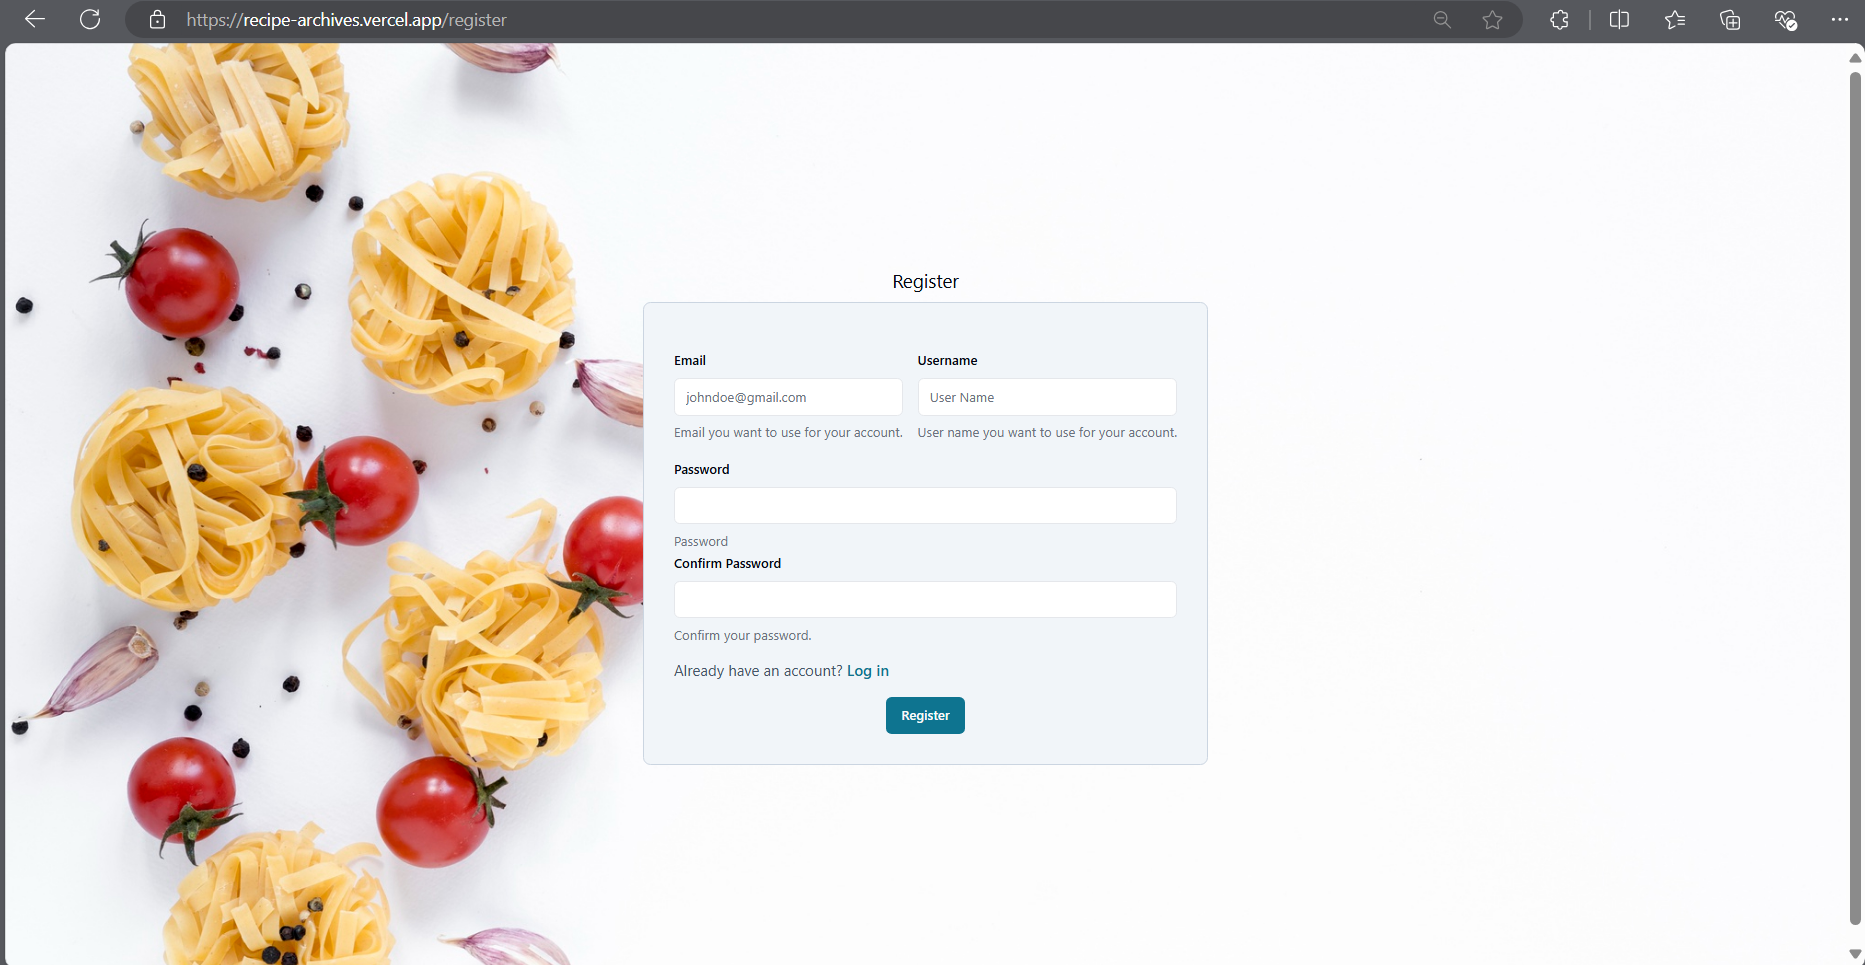 https://recipe-archives.vercel.app/register
Register
Email Username
johndoe@gmail.com User Name
Email you want to use for your account. User name you want to use for your account.
Password
Password
Confirm Password
Confirm your password.
Already have an account? Log in
Register